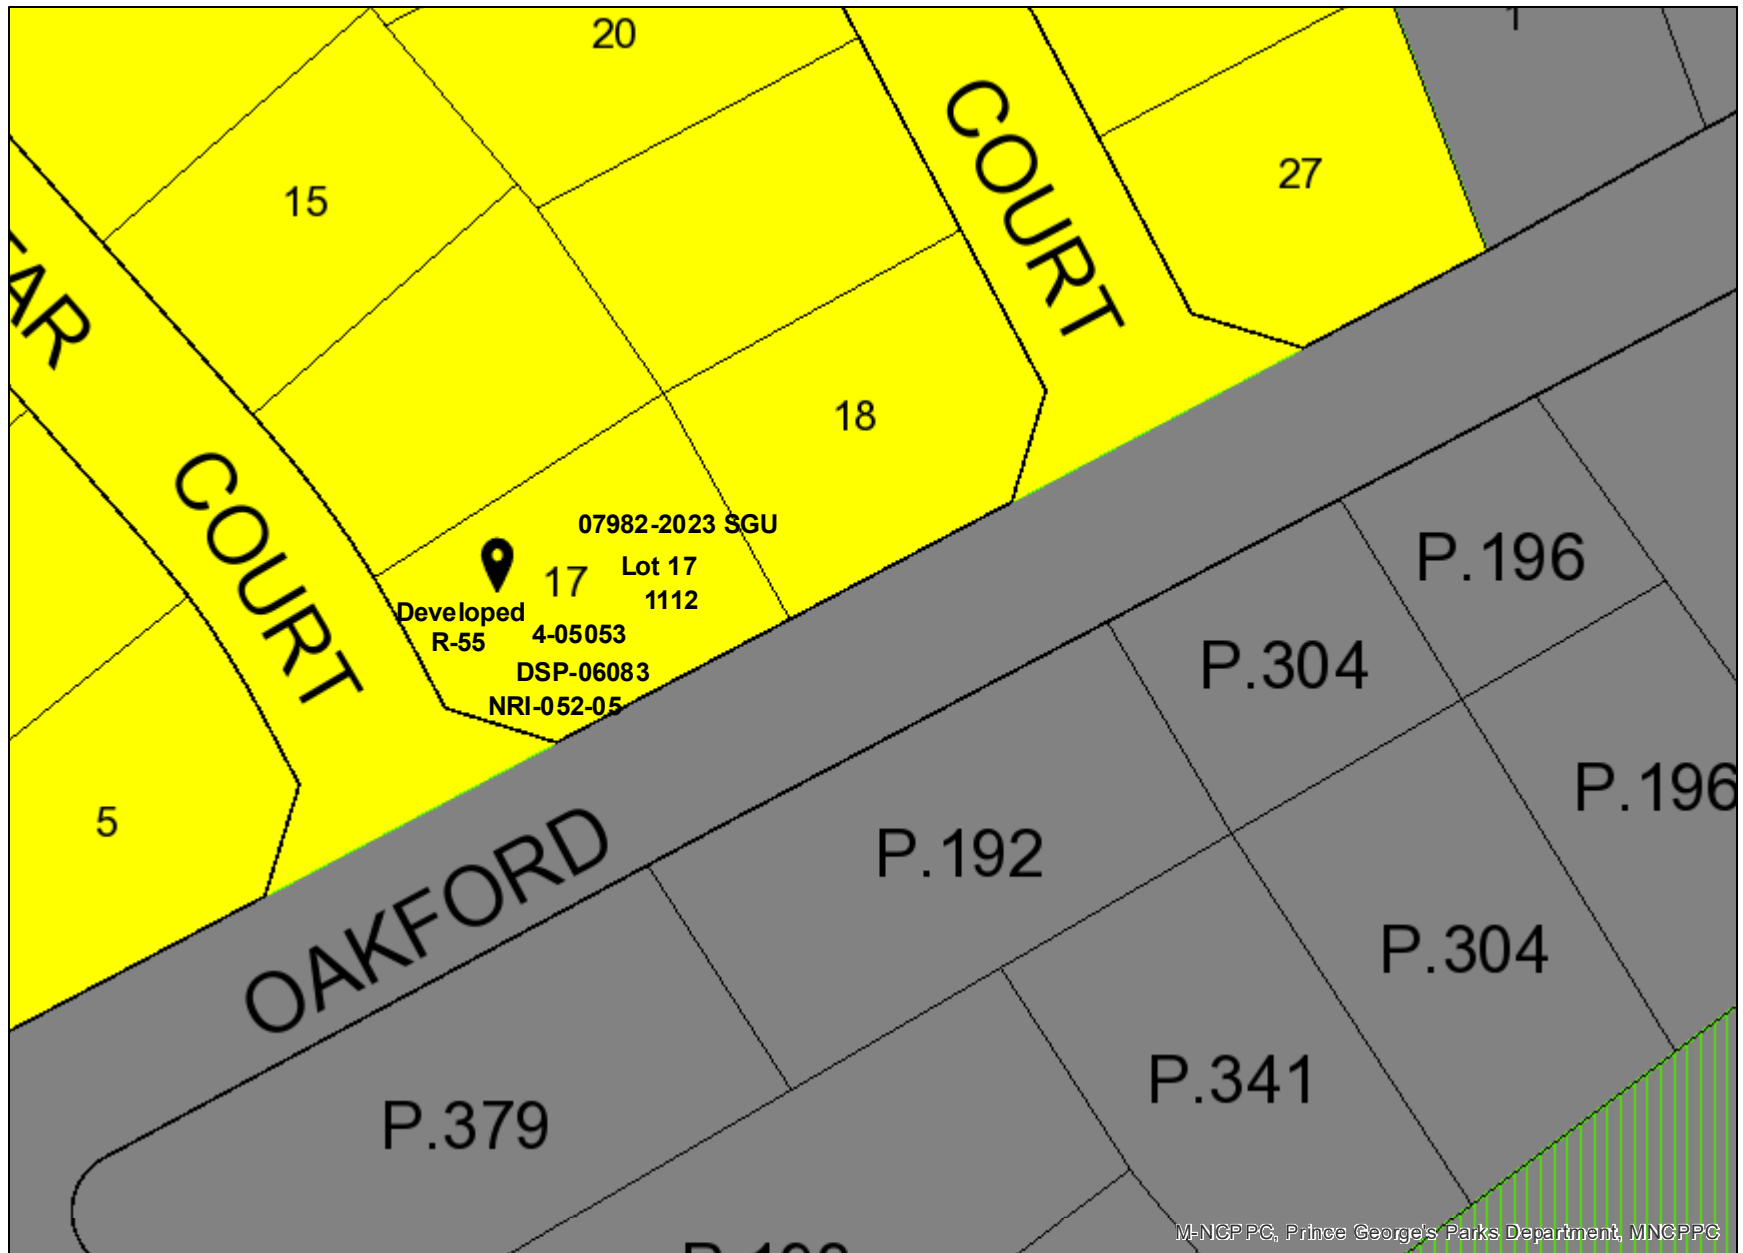 20
1
COURT
15
27
18
COURT
07982-2023 SGU
Lot 17
17
1112
Developed
R-55
4-05053
DSP-06083
NRI-052-05
P.196
P.304
P.196
5
P.192
OAKFORD
P.304
P.341
P.379
M-NCPPC, Prince George's Parks Department, MNCPPC